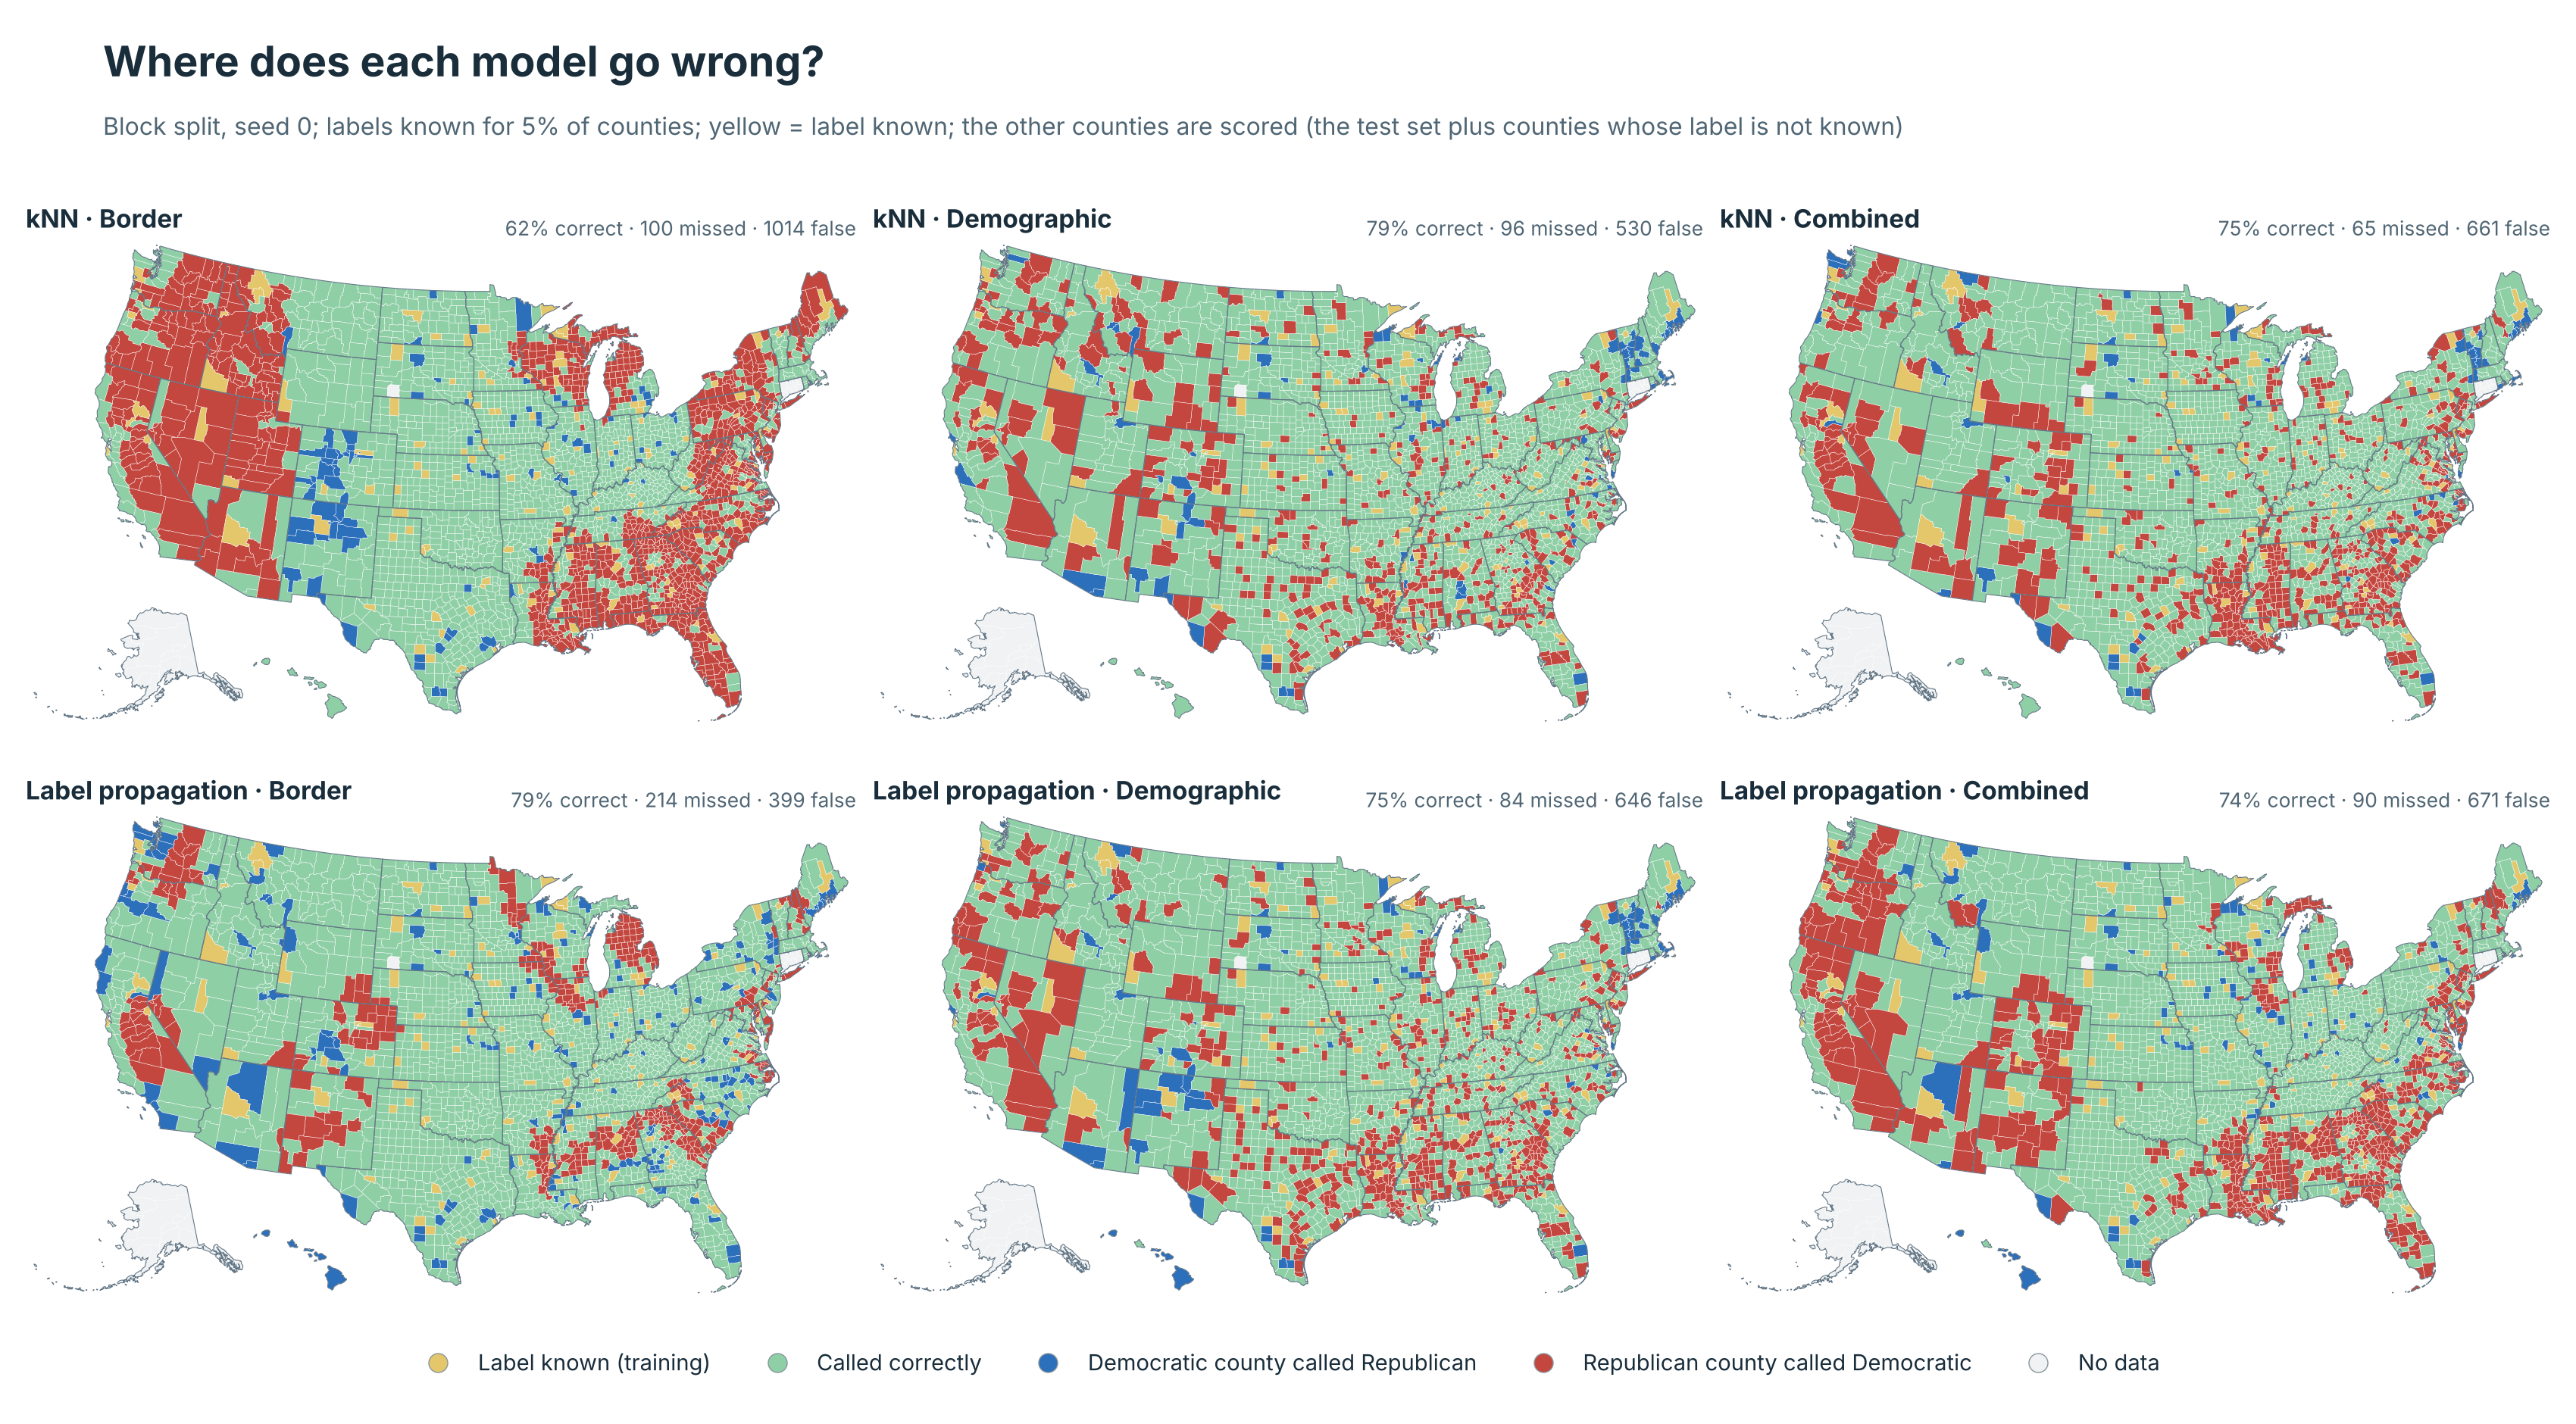 Where does each model go wrong?
Block split, seed 0; labels known for 5% of counties; yellow = label known; the other counties are scored (the test set plus counties whose label is not known)
kNN · Border
62% correct · 100 missed · 1014 false
kNN · Demographic
79% correct · 96 missed · 530 false
kNN · Combined
75% correct · 65 missed · 661 false
Label propagation · Border
79% correct · 214 missed · 399 false
Label propagation · Demographic
75% correct · 84 missed · 646 false
Label propagation · Combined
74% correct · 90 missed · 671 false
Label known (training)
Called correctly
Democratic county called Republican
Republican county called Democratic
No data